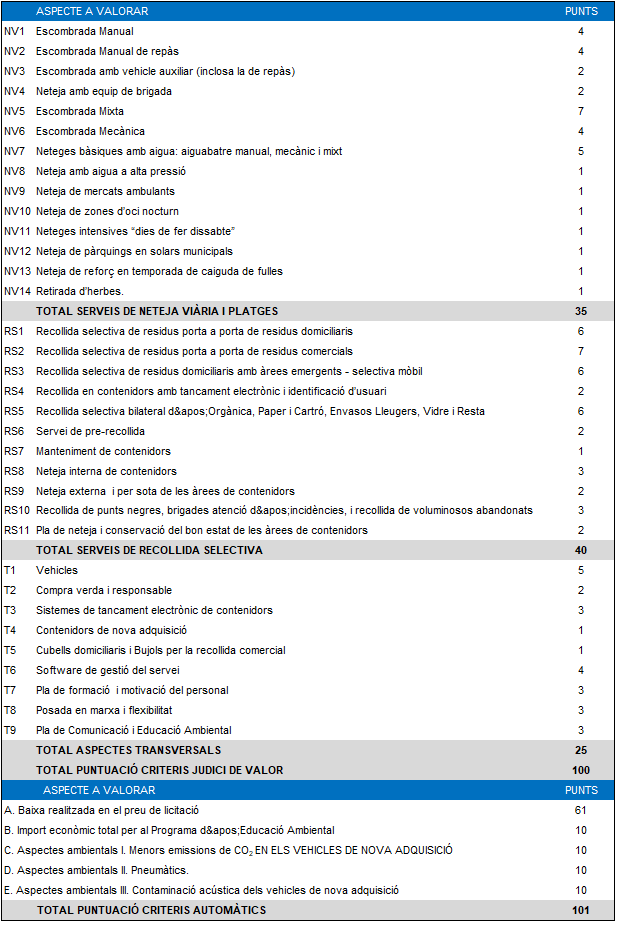 ASPECTE A VALORAR PUNTS
NV1 Escombrada Manual 4
NV2 Escombrada Manual de repàs 4
NV3 Escombrada amb vehicle auxiliar (inclosa la de repàs) 2
NV4 Neteja amb equip de brigada 2
NV5 Escombrada Mixta 7
NV6 Escombrada Mecànica 4
NV7 Neteges bàsiques amb aigua: aiguabatre manual, mecànic i mixt 5
NV8 Neteja amb aigua a alta pressió 1
NV9 Neteja de mercats ambulants 1
NV10 Neteja de zones d'oci nocturn 1
NV11 Neteges intensives “dies de fer dissabte” 1
NV12 Neteja de pàrquings en solars municipals 1
NV13 Neteja de reforç en temporada de caiguda de fulles 1
NV14 Retirada d'herbes. 1
TOTAL SERVEIS DE NETEJA VIÀRIA I PLATGES 35
RS1 Recollida selectiva de residus porta a porta de residus domiciliaris 6
RS2 Recollida selectiva de residus porta a porta de residus comercials 7
RS3 Recollida selectiva de residus domiciliaris amb àrees emergents - selectiva mòbil 6
RS4 Recollida en contenidors amb tancament electrònic i identificació d'usuari 2
RS5 Recollida selectiva bilateral d&apos;Orgànica, Paper i Cartró, Envasos Lleugers, Vidre i Resta 6
RS6 Servei de pre-recollida 2
RS7 Manteniment de contenidors 1
RS8 Neteja interna de contenidors 3
RS9 Neteja externa i per sota de les àrees de contenidors 2
RS10 Recollida de punts negres, brigades atenció d&apos;incidències, i recollida de voluminosos abandonats 3
RS11 Pla de neteja i conservació del bon estat de les àrees de contenidors 2
TOTAL SERVEIS DE RECOLLIDA SELECTIVA 40
T1 Vehicles 5
T2 Compra verda i responsable 2
T3 Sistemes de tancament electrònic de contenidors 3
T4 Contenidors de nova adquisició 1
T5 Cubells domiciliaris i Bujols per la recollida comercial 1
T6 Software de gestió del servei 4
T7 Pla de formació i motivació del personal 3
T8 Posada en marxa i flexibilitat 3
T9 Pla de Comunicació i Educació Ambiental 3
TOTAL ASPECTES TRANSVERSALS 25
TOTAL PUNTUACIÓ CRITERIS JUDICI DE VALOR 100
ASPECTE A VALORAR PUNTS
A. Baixa realitzada en el preu de licitació 61
B. Import econòmic total per al Programa d&apos;Educació Ambiental 10
C. Aspectes ambientals I. Menors emissions de CO₂ EN ELS VEHICLES DE NOVA ADQUISICIÓ 10
D. Aspectes ambientals II. Pneumàtics. 10
E. Aspectes ambientals III. Contaminació acústica dels vehicles de nova adquisició 10
TOTAL PUNTUACIÓ CRITERIS AUTOMÀTICS 101